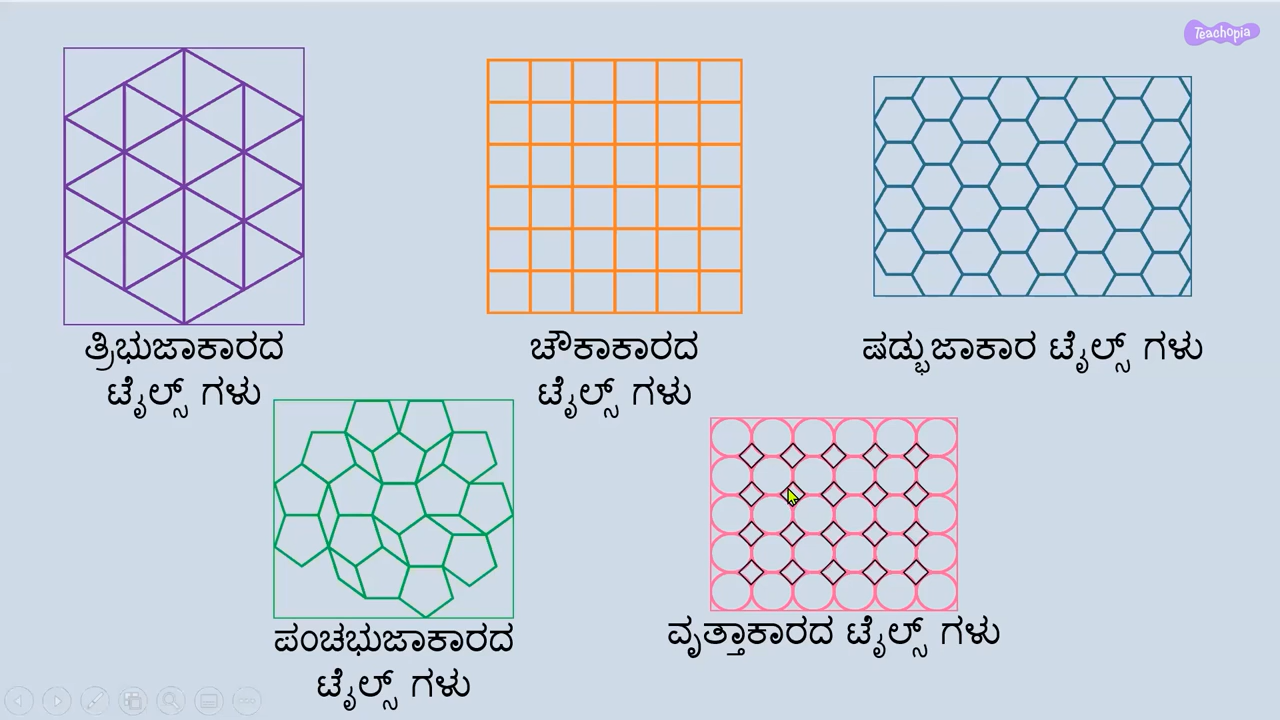 Teachopia
ತ್ರಿಭುಜಾಕಾರದ
ಟೈಲ್ಸ್ ಗಳು
ಚೌಕಾಕಾರದ
ಟೈಲ್ಸ್ ಗಳು
ಷಡ್ಭುಜಾಕಾರ ಟೈಲ್ಸ್ ಗಳು
ಪಂಚಭುಜಾಕಾರದ
ಟೈಲ್ಸ್ ಗಳು
ವೃತ್ತಾಕಾರದ ಟೈಲ್ಸ್ ಗಳು